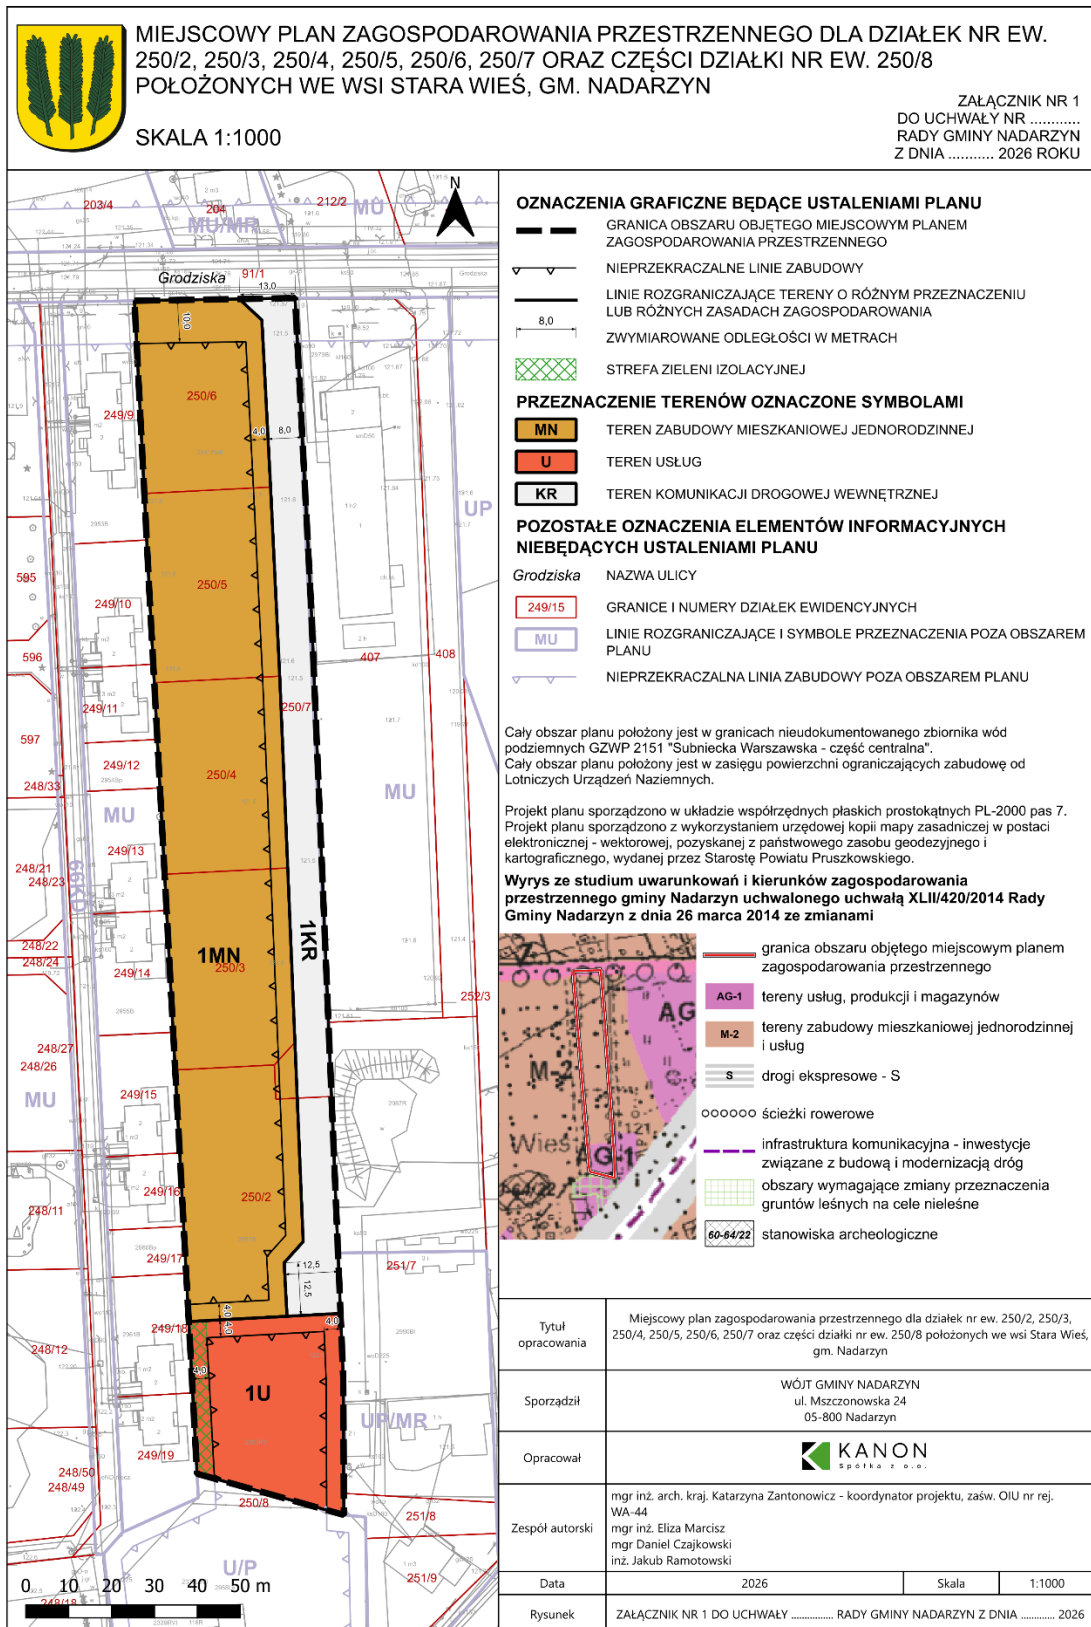 MIEJSCOWY PLAN ZAGOSPODAROWANIA PRZESTRZENNEGO DLA DZIAŁEK NR EW.
250/2, 250/3, 250/4, 250/5, 250/6, 250/7 ORAZ CZĘŚCI DZIAŁKI NR EW. 250/8
POŁOŻONYCH WE WSI STARA WIEŚ, GM. NADARZYN
SKALA 1:1000
ZAŁĄCZNIK NR 1
DO UCHWAŁY NR ............
RADY GMINY NADARZYN
Z DNIA ........... 2026 ROKU
203/4
204
212/2
MU
MU/MR
N
Grodziska
91/1
13,0
10,0
250/6
249/9
4,0
8,0
UP
250/5
595
249/10
596
407
408
249/11
250/7
597
249/12
250/4
248/33
MU
MU
249/13
248/21
248/23
1MN
1KR
248/22
248/24
249/14
250/3
252/3
248/27
248/26
MU
249/15
249/16
250/2
248/11
249/17
12,5
12,5
251/7
4,0
4,0
4,0
249/18
248/12
4,0
1U
UP/MR
249/19
248/50
248/49
250/8
251/8
U/P
251/9
0 10 20 30 40 50 m
248/18
OZNACZENIA GRAFICZNE BĘDĄCE USTALENIAMI PLANU
GRANICA OBSZARU OBJĘTEGO MIEJSCOWYM PLANEM
ZAGOSPODAROWANIA PRZESTRZENNEGO
NIEPRZEKRACZALNE LINIE ZABUDOWY
LINIE ROZGRANICZAJĄCE TERENY O RÓŻNYM PRZEZNACZENIU
LUB RÓŻNYCH ZASADACH ZAGOSPODAROWANIA
8,0
ZWYMIAROWANE ODLEGŁOŚCI W METRACH
STREFA ZIELENI IZOLACYJNEJ
PRZEZNACZENIE TERENÓW OZNACZONE SYMBOLAMI
MN TEREN ZABUDOWY MIESZKANIOWEJ JEDNORODZINNEJ
U TEREN USŁUG
KR TEREN KOMUNIKACJI DROGOWEJ WEWNĘTRZNEJ
POZOSTAŁE OZNACZENIA ELEMENTÓW INFORMACYJNYCH
NIEBĘDĄCYCH USTALENIAMI PLANU
Grodziska NAZWA ULICY
249/15 GRANICE I NUMERY DZIAŁEK EWIDENCYJNYCH
MU LINIE ROZGRANICZAJĄCE I SYMBOLE PRZEZNACZENIA POZA OBSZAREM
PLANU
NIEPRZEKRACZALNA LINIA ZABUDOWY POZA OBSZAREM PLANU
Cały obszar planu położony jest w granicach nieudokumentowanego zbiornika wód
podziemnych GZWP 2151 "Subniecka Warszawska - część centralna".
Cały obszar planu położony jest w zasięgu powierzchni ograniczających zabudowę od
Lotniczych Urządzeń Naziemnych.
Projekt planu sporządzono w układzie współrzędnych płaskich prostokątnych PL-2000 pas 7.
Projekt planu sporządzono z wykorzystaniem urzędowej kopii mapy zasadniczej w postaci
elektronicznej - wektorowej, pozyskanej z państwowego zasobu geodezyjnego i
kartograficznego, wydanej przez Starostę Powiatu Pruszkowskiego.
Wyrys ze studium uwarunkowań i kierunków zagospodarowania
przestrzennego gminy Nadarzyn uchwalonego uchwałą XLII/420/2014 Rady
Gminy Nadarzyn z dnia 26 marca 2014 ze zmianami
AG
M-2
121
Wieś
AG-1
granica obszaru objętego miejscowym planem
zagospodarowania przestrzennego
AG-1 tereny usług, produkcji i magazynów
M-2 tereny zabudowy mieszkaniowej jednorodzinnej
i usług
S drogi ekspresowe - S
ścieżki rowerowe
infrastruktura komunikacyjna - inwestycje
związane z budową i modernizacją dróg
obszary wymagające zmiany przeznaczenia
gruntów leśnych na cele nieleśne
60-64/22 stanowiska archeologiczne
Tytuł
opracowania
Miejscowy plan zagospodarowania przestrzennego dla działek nr ew. 250/2, 250/3,
250/4, 250/5, 250/6, 250/7 oraz części działki nr ew. 250/8 położonych we wsi Stara Wieś,
gm. Nadarzyn
Sporządził
WÓJT GMINY NADARZYN
ul. Mszczonowska 24
05-800 Nadarzyn
Opracował
KANON
Spółka z o.o.
Zespół autorski
mgr inż. arch. kraj. Katarzyna Zantonowicz - koordynator projektu, zaśw. OIU nr rej.
WA-44
mgr inż. Eliza Marcisz
mgr Daniel Czajkowski
inż. Jakub Ramotowski
Data 2026 Skala 1:1000
Rysunek ZAŁĄCZNIK NR 1 DO UCHWAŁY .............. RADY GMINY NADARZYN Z DNIA ........... 2026